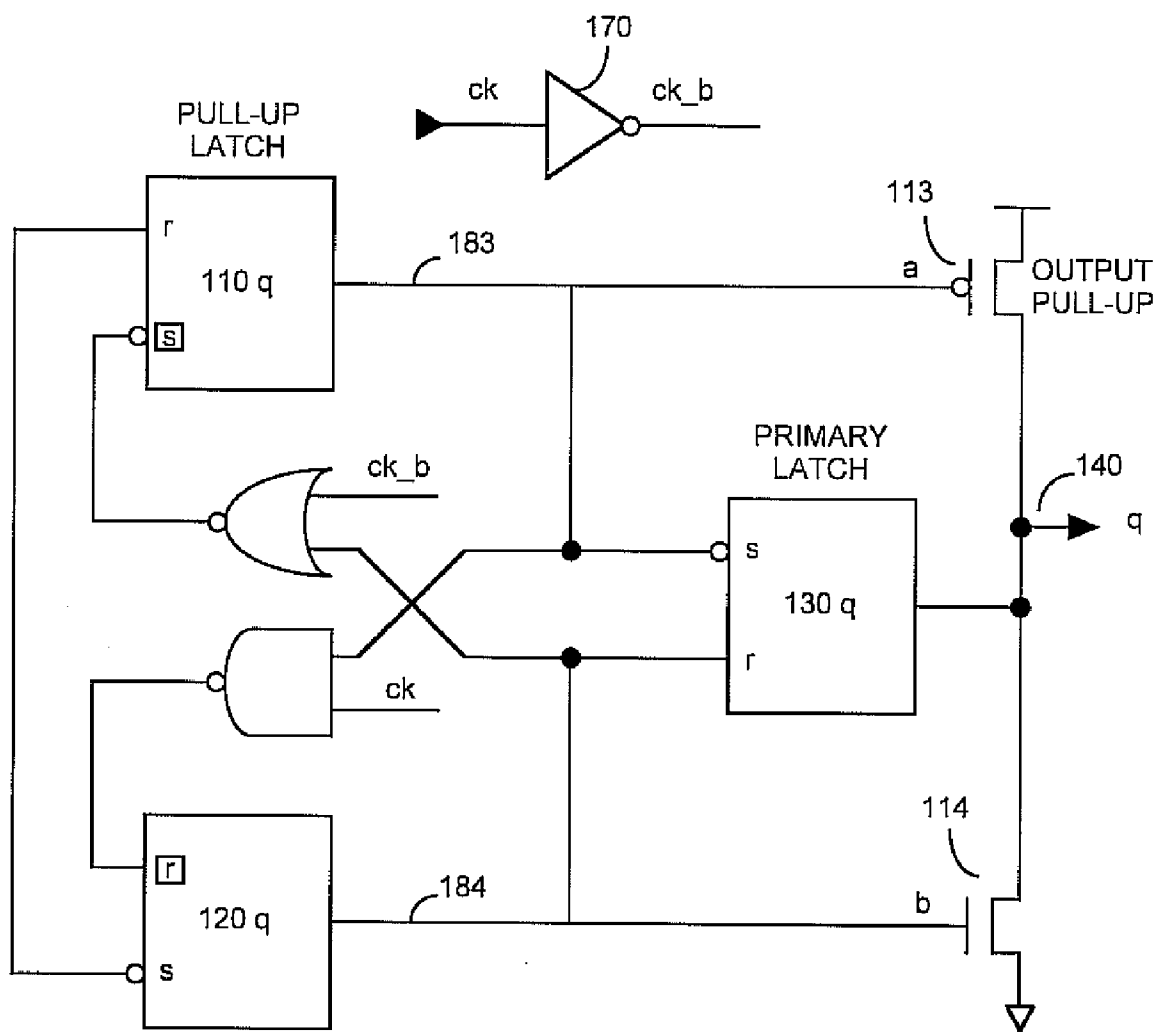 170
ck
ck_b
PULL-UP
LATCH
113
r
183
a
OUTPUT
PULL-UP
110 q
s
PRIMARY
LATCH
ck_b
140
q
s
130 q
r
ck
114
r
184
b
120 q
s